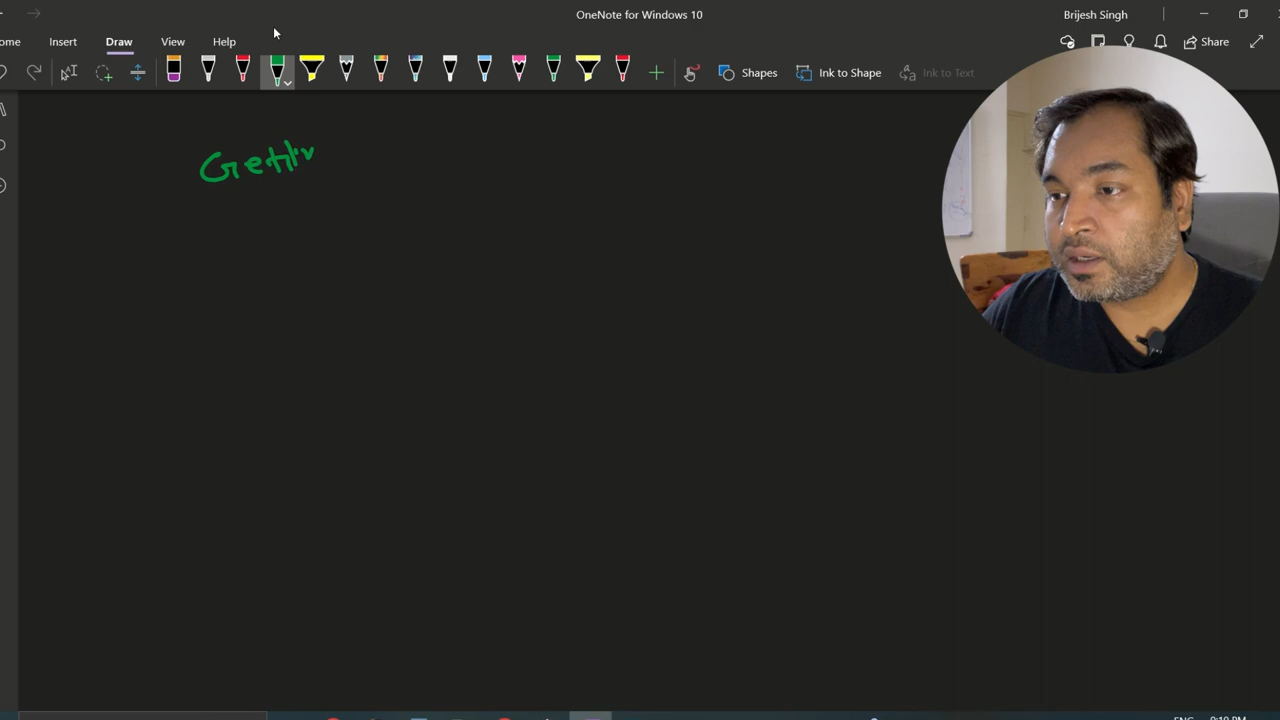 OneNote for Windows 10
Brijesh Singh
ome Insert Draw View Help
Share
Shapes
Ink to Shape
Ink to Text
Gettin